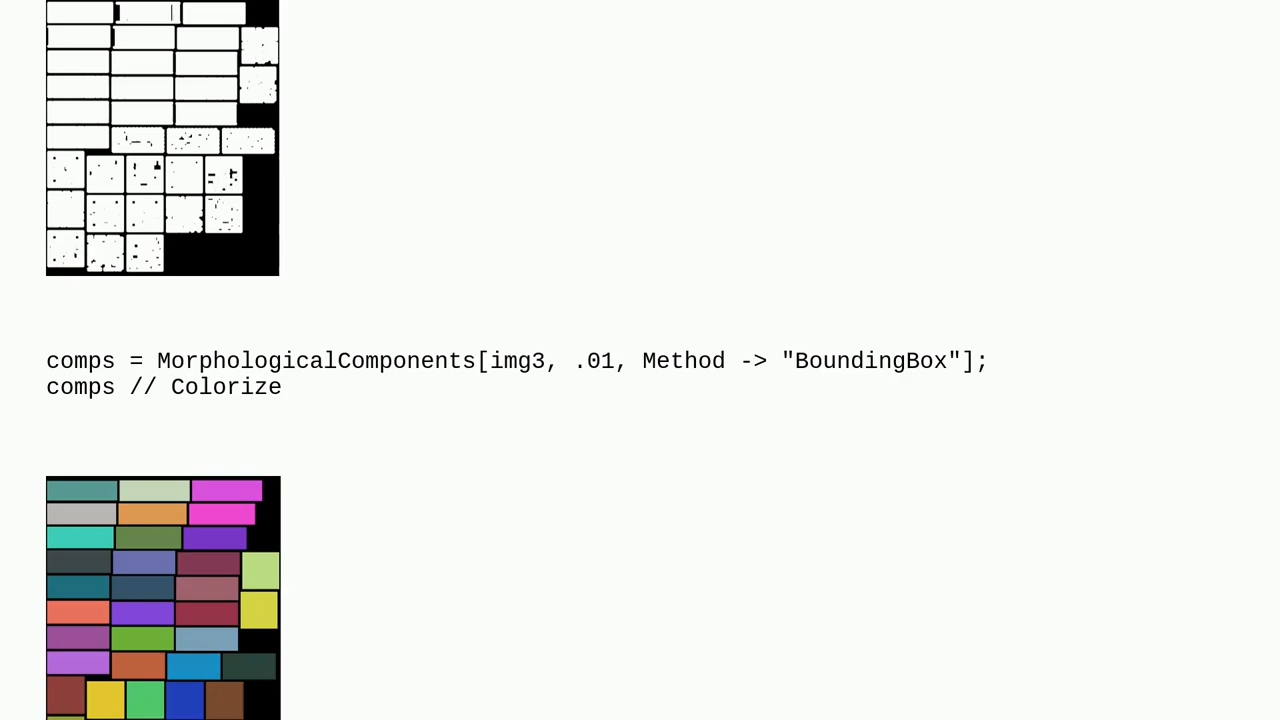 comps = MorphologicalComponents[img3, .01, Method -> "BoundingBox"];
comps // Colorize